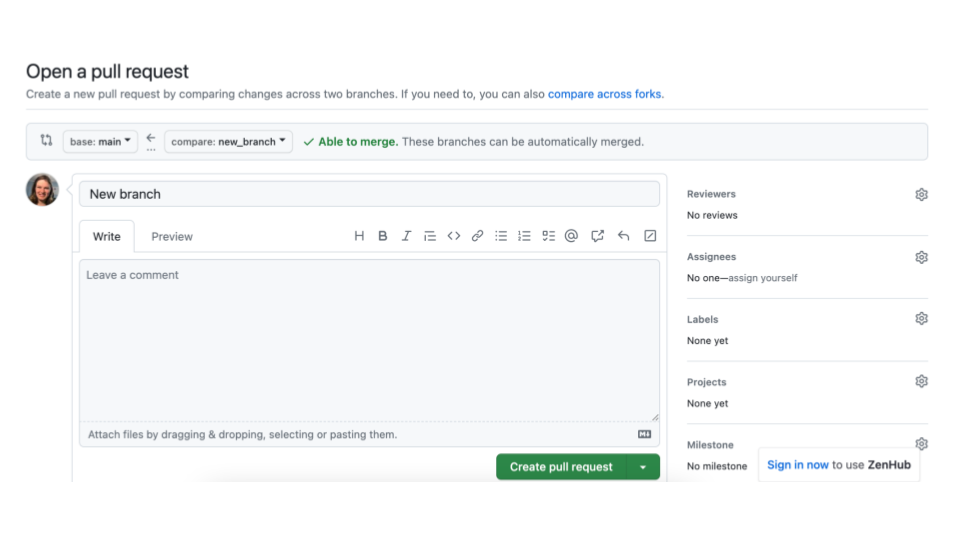 Open a pull request
Create a new pull request by comparing changes across two branches. If you need to, you can also compare across forks.
base: main
compare: new_branch
Able to merge. These branches can be automatically merged.
New branch
Write
Preview
H B I
Leave a comment
Attach files by dragging & dropping, selecting or pasting them.
Create pull request
Reviewers
No reviews
Assignees
No one—assign yourself
Labels
None yet
Projects
None yet
Milestone
No milestone
Sign in now to use ZenHub